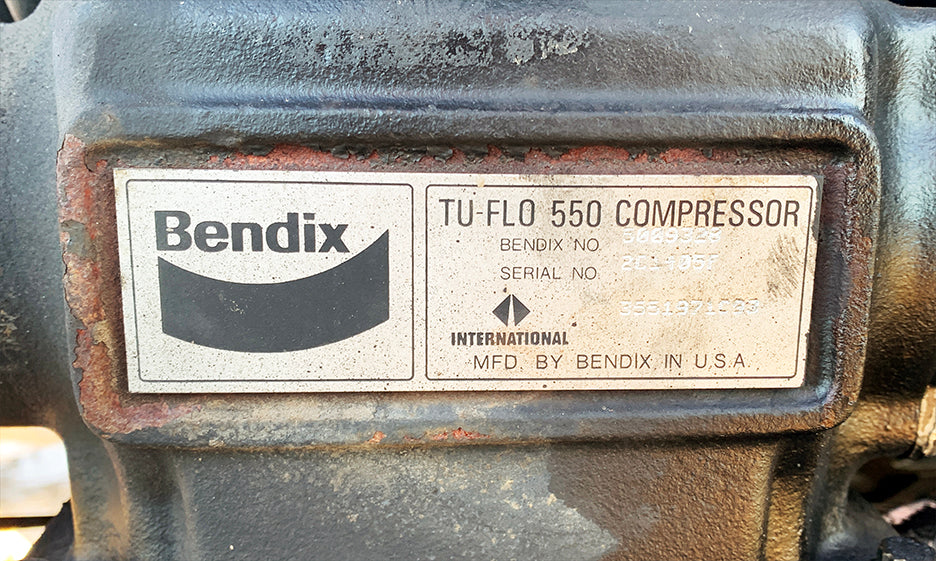 Bendix
TU-FLO 550 COMPRESSOR
BENDIX NO.
SERIAL NO.
INTERNATIONAL
MFD. BY BENDIX IN U.S.A.